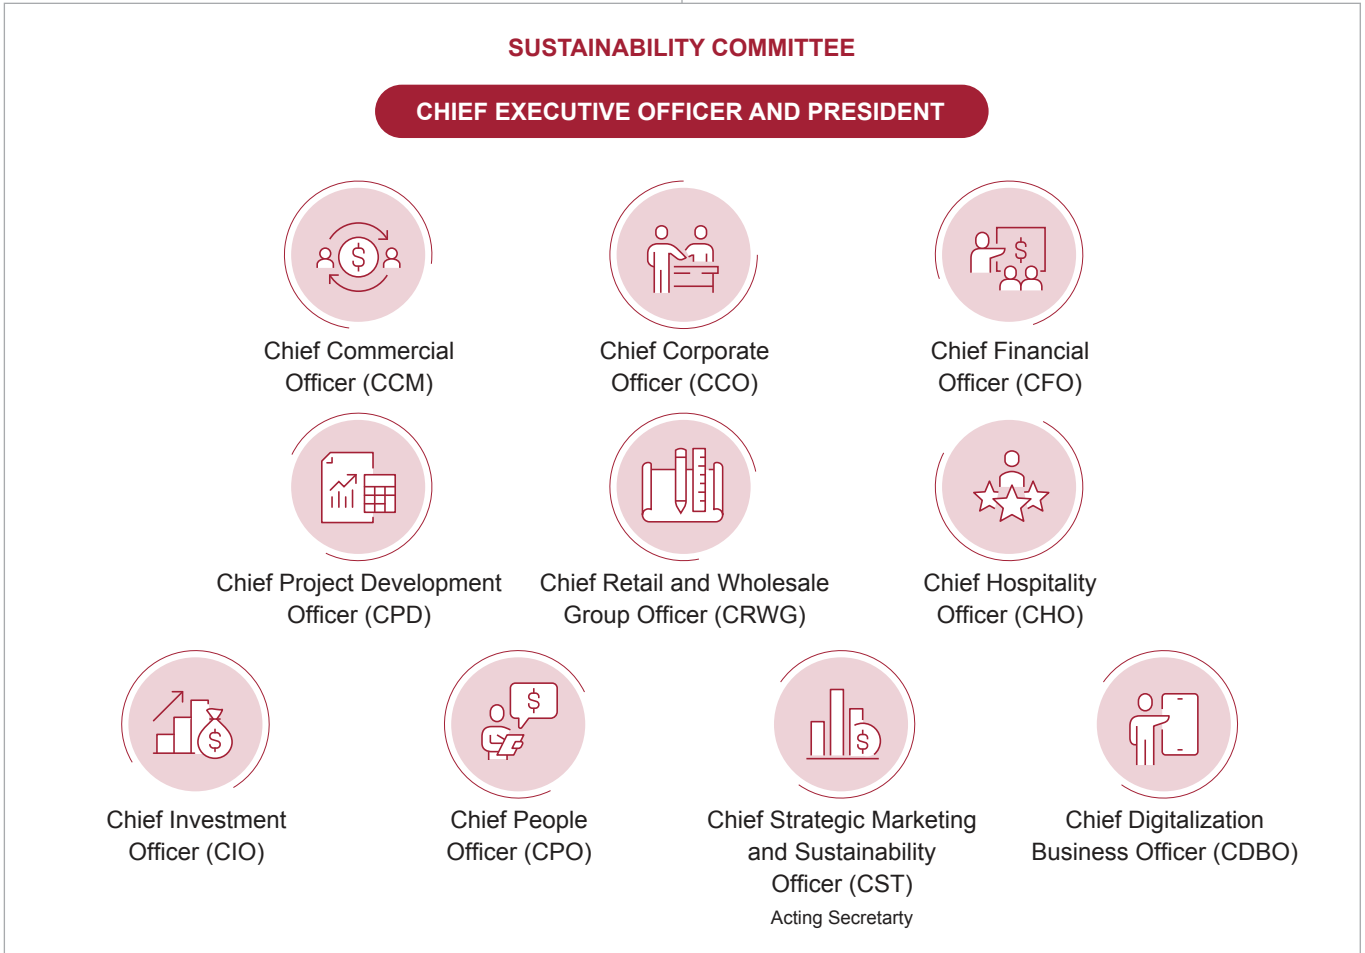 SUSTAINABILITY COMMITTEE
CHIEF EXECUTIVE OFFICER AND PRESIDENT
$
$
Chief Commercial
Officer (CCM)
Chief Corporate
Officer (CCO)
Chief Financial
Officer (CFO)
Chief Project Development
Officer (CPD)
Chief Retail and Wholesale
Group Officer (CRWG)
Chief Hospitality
Officer (CHO)
$
$
$
Chief Investment
Officer (CIO)
Chief People
Officer (CPO)
Chief Strategic Marketing
and Sustainability
Officer (CST)
Acting Secretarty
Chief Digitalization
Business Officer (CDBO)